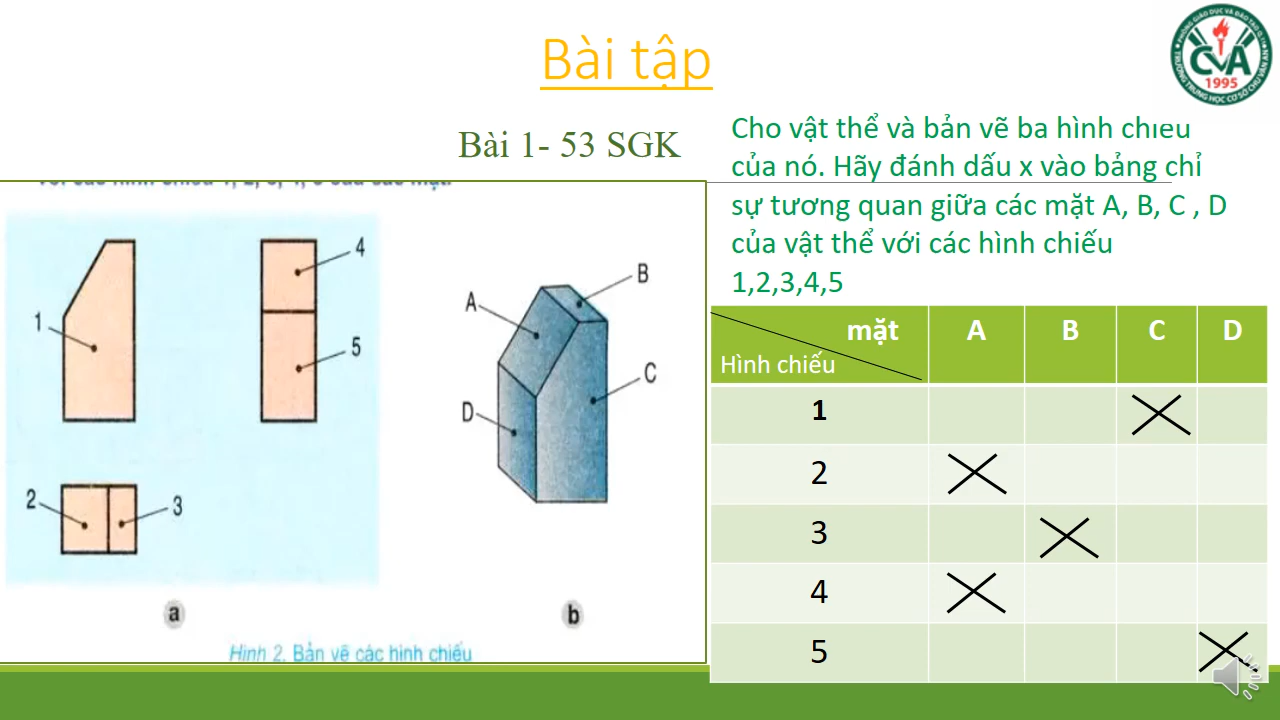 Bài tập
Bài 1- 53 SGK
Cho vật thể và bản vẽ ba hình chiếu
của nó. Hãy đánh dấu x vào bảng chỉ
sự tương quan giữa các mặt A, B, C , D
của vật thể với các hình chiếu
1,2,3,4,5
1
4
5
2
3
A
B
C
D
a
b
Hình 2. Bản vẽ các hình chiếu
mặt A B C D
Hình chiếu
1
2
3
4
5
CVA
1995